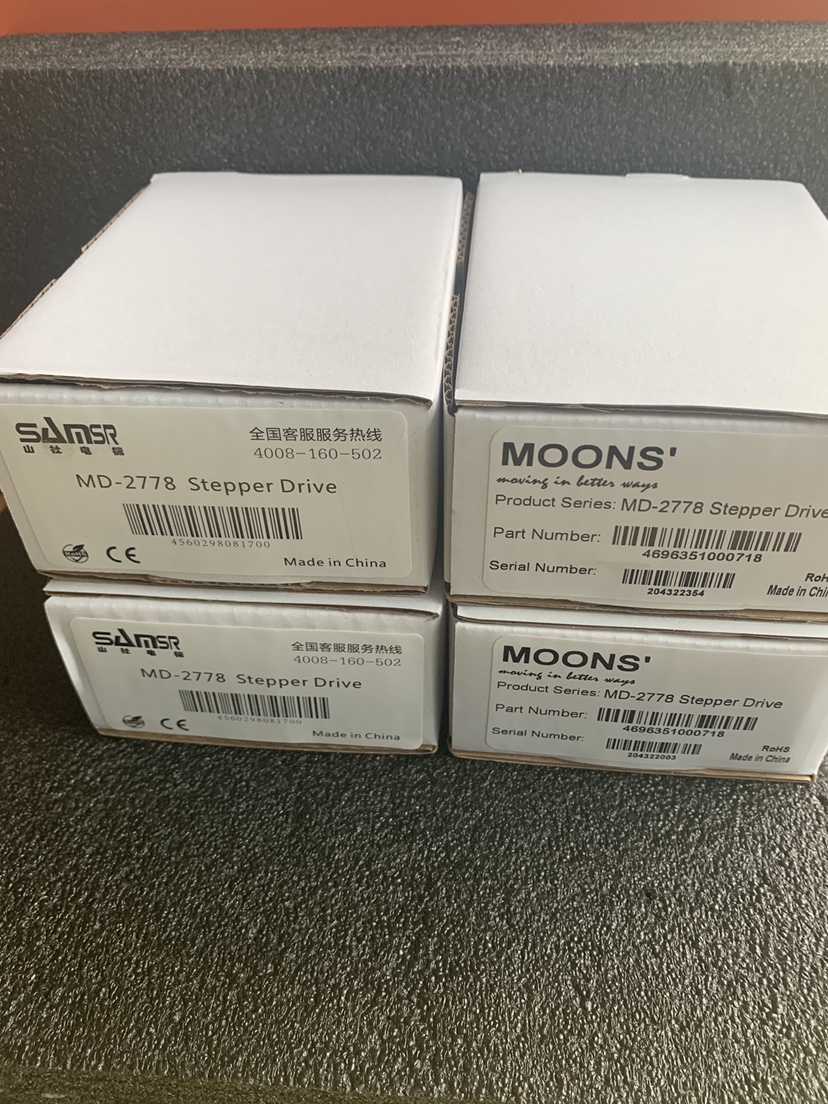 SAMSR
山社电机
全国客服服务热线
4008-160-502
MD-2778 Stepper Drive
4560298081700
RoHS
CE
Made in China
MOONS'
moving in better ways
Product Series: MD-2778 Stepper Drive
Part Number:
4696351000718
Serial Number:
204322354
RoH
Made in Chi
SAMSR
山社电机
全国客服服务热线
4008-160-502
MD-2778 Stepper Drive
4560298081700
CE
Made in China
MOONS'
moving in better ways
Product Series: MD-2778 Stepper Drive
Part Number:
4696351000718
Serial Number:
204322003
RoHS
Made in China